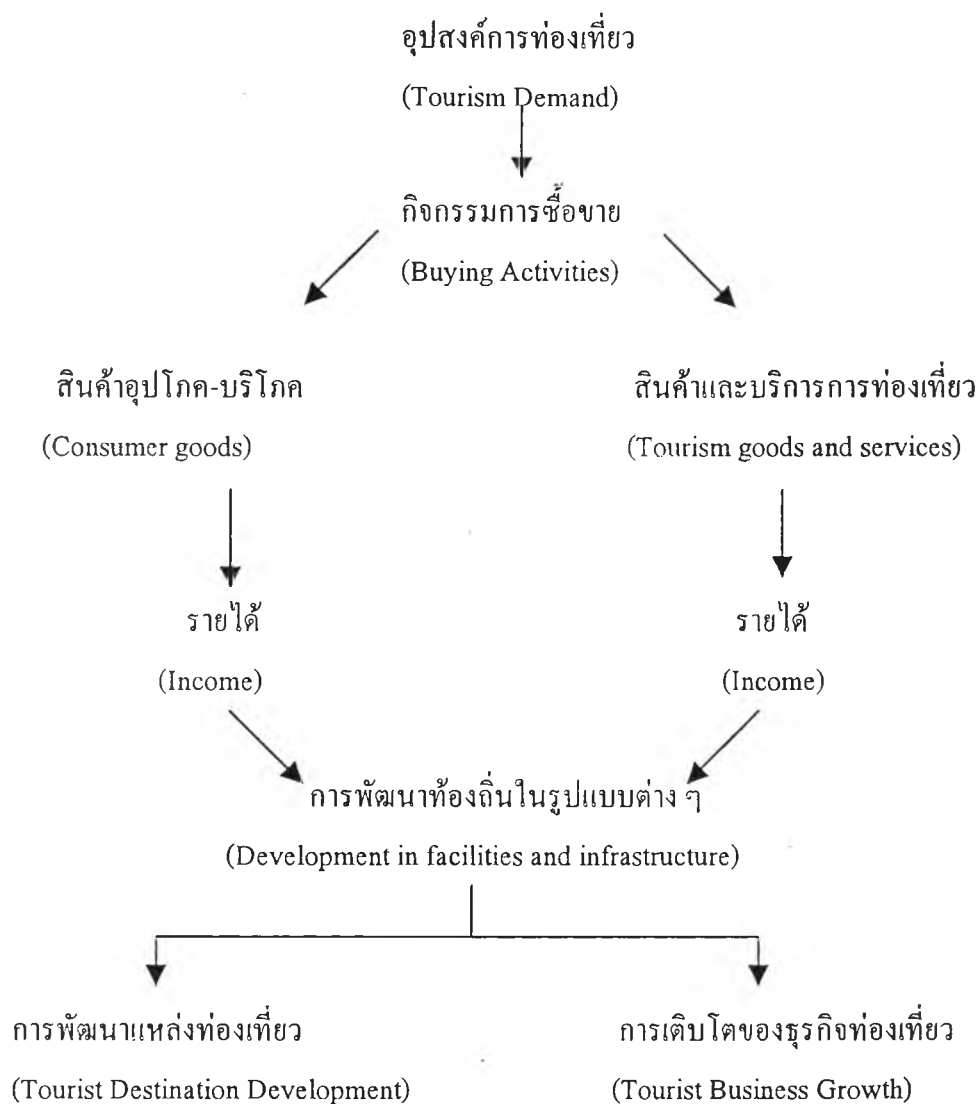 อุปสงค์การท่องเที่ยว
(Tourism Demand)
กิจกรรมการซื้อขาย
(Buying Activities)
สินค้าอุปโภค-บริโภค
(Consumer goods)
สินค้าและบริการการท่องเที่ยว
(Tourism goods and services)
รายได้
(Income)
รายได้
(Income)
การพัฒนาท้องถิ่นในรูปแบบต่าง ๆ
(Development in facilities and infrastructure)
การพัฒนาแหล่งท่องเที่ยว
(Tourist Destination Development)
การเติบโตของธุรกิจท่องเที่ยว
(Tourist Business Growth)